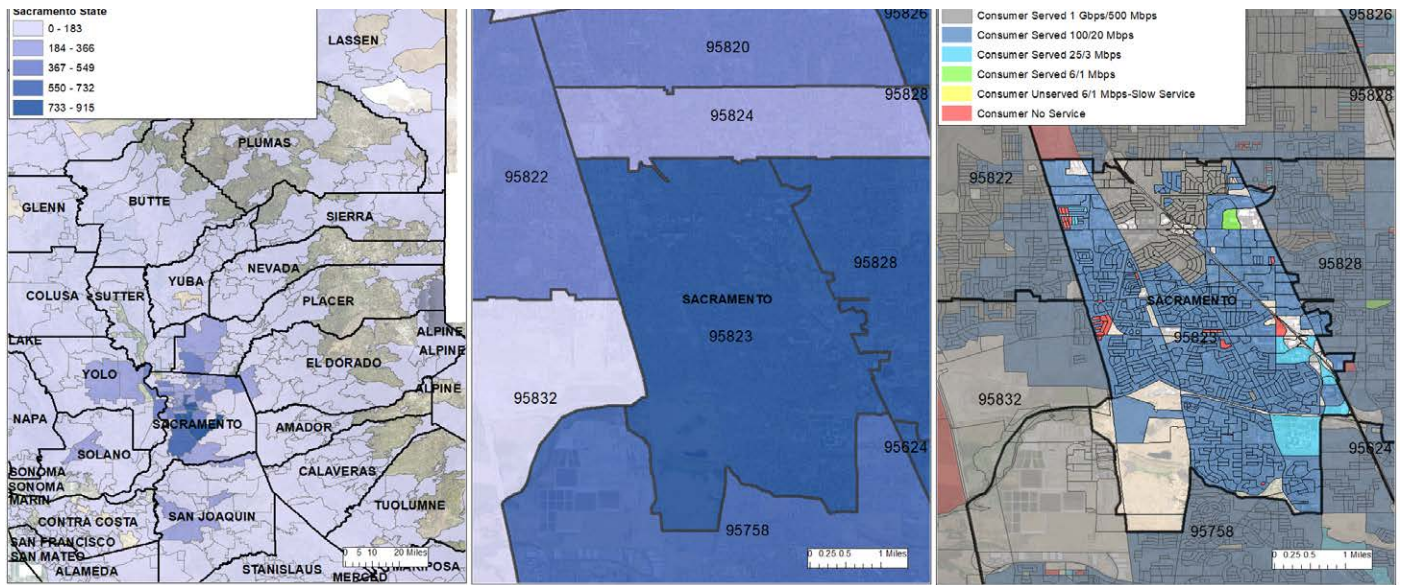 Sacramento State
0 - 183
184 - 366
367 - 549
550 - 732
733 - 915
LASSEN
PLUMAS
BUTTE
GLENN
SIERRA
NEVADA
YUBA
COLUSA
SUTTER
PLACER
LAKE
ALPINE
ALPINE
EL DORADO
YOLO
ALPINE
NAPA
SACRAMENTO
AMADOR
SOLANO
CALAVERAS
SONOMA
SONOMA
MARIN
TUOLUMNE
SAN JOAQUIN
CONTRA COSTA
SAN FRANCISCO
SAN MATEO
ALAMEDA
STANISLAUS
MERCED
MARIPOSA
0 5 10 20 Miles
95826
95820
95828
95824
95822
95828
SACRAMENTO
95823
95832
95624
95758
0 0.25 0.5 1 Miles
Consumer Served 1 Gbps/500 Mbps
Consumer Served 100/20 Mbps
Consumer Served 25/3 Mbps
Consumer Served 6/1 Mbps
Consumer Unserved 6/1 Mbps-Slow Service
Consumer No Service
95826
95828
95822
95828
SACRAMENTO
95823
95832
95624
95758
0 0.25 0.5 1 Miles